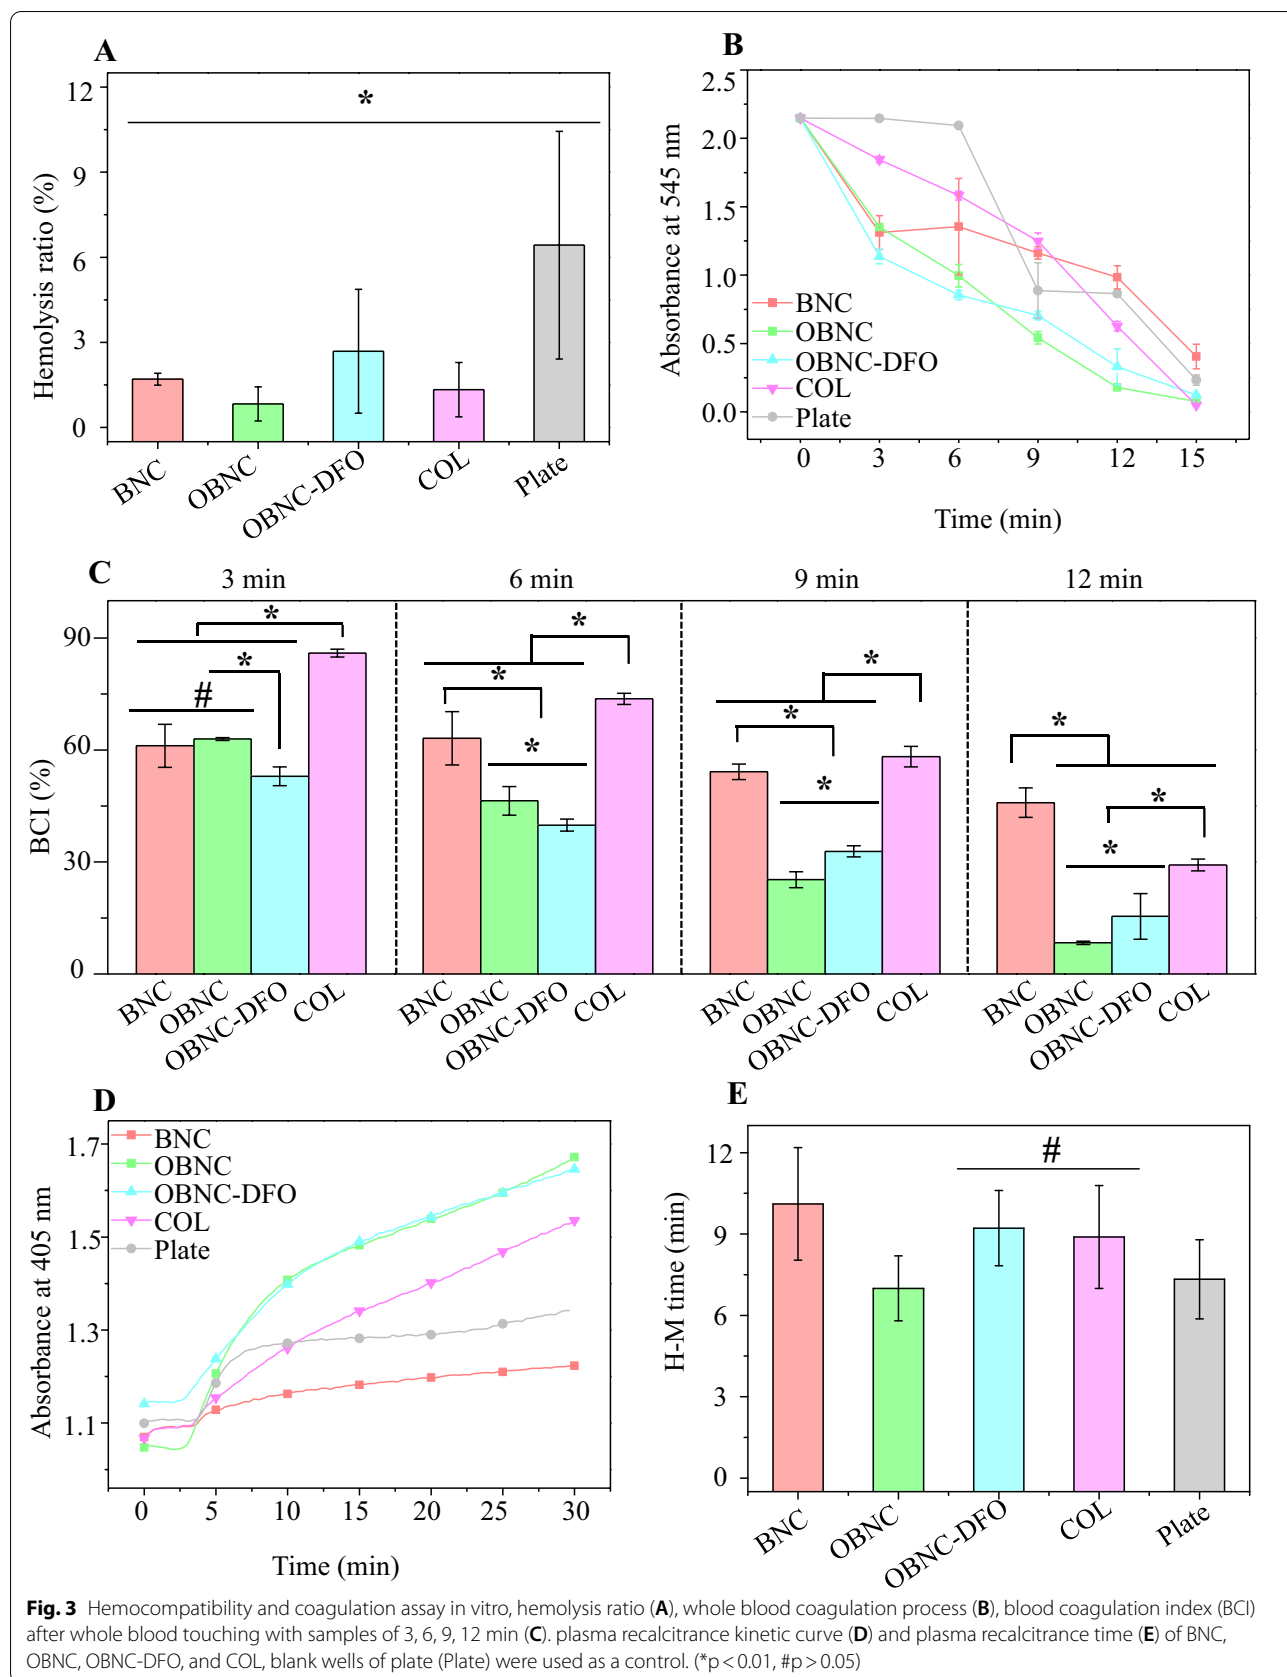 A
12
9
6
3
0
Hemolysis ratio (%)
*
BNC
OBNC
OBNC-DFO
COL
Plate
B
2.5
2.0
1.5
1.0
0.5
0.0
Absorbance at 545 nm
BNC
OBNC
OBNC-DFO
COL
Plate
0 3 6 9 12 15
Time (min)
C
3 min 6 min 9 min 12 min
90
60
30
0
BCI (%)
* * #
* * *
* * *
* * *
BNC OBNC OBNC-DFO COL
BNC OBNC OBNC-DFO COL
BNC OBNC OBNC-DFO COL
BNC OBNC OBNC-DFO COL
D
1.7
1.5
1.3
1.1
Absorbance at 405 nm
BNC
OBNC
OBNC-DFO
COL
Plate
0 5 10 15 20 25 30
Time (min)
E
12
9
6
3
0
H-M time (min)
#
BNC
OBNC
OBNC-DFO
COL
Plate
Fig. 3 Hemocompatibility and coagulation assay in vitro, hemolysis ratio (A), whole blood coagulation process (B), blood coagulation index (BCI)
after whole blood touching with samples of 3, 6, 9, 12 min (C). plasma recalcitrance kinetic curve (D) and plasma recalcitrance time (E) of BNC,
OBNC, OBNC-DFO, and COL, blank wells of plate (Plate) were used as a control. (*p < 0.01, #p > 0.05)